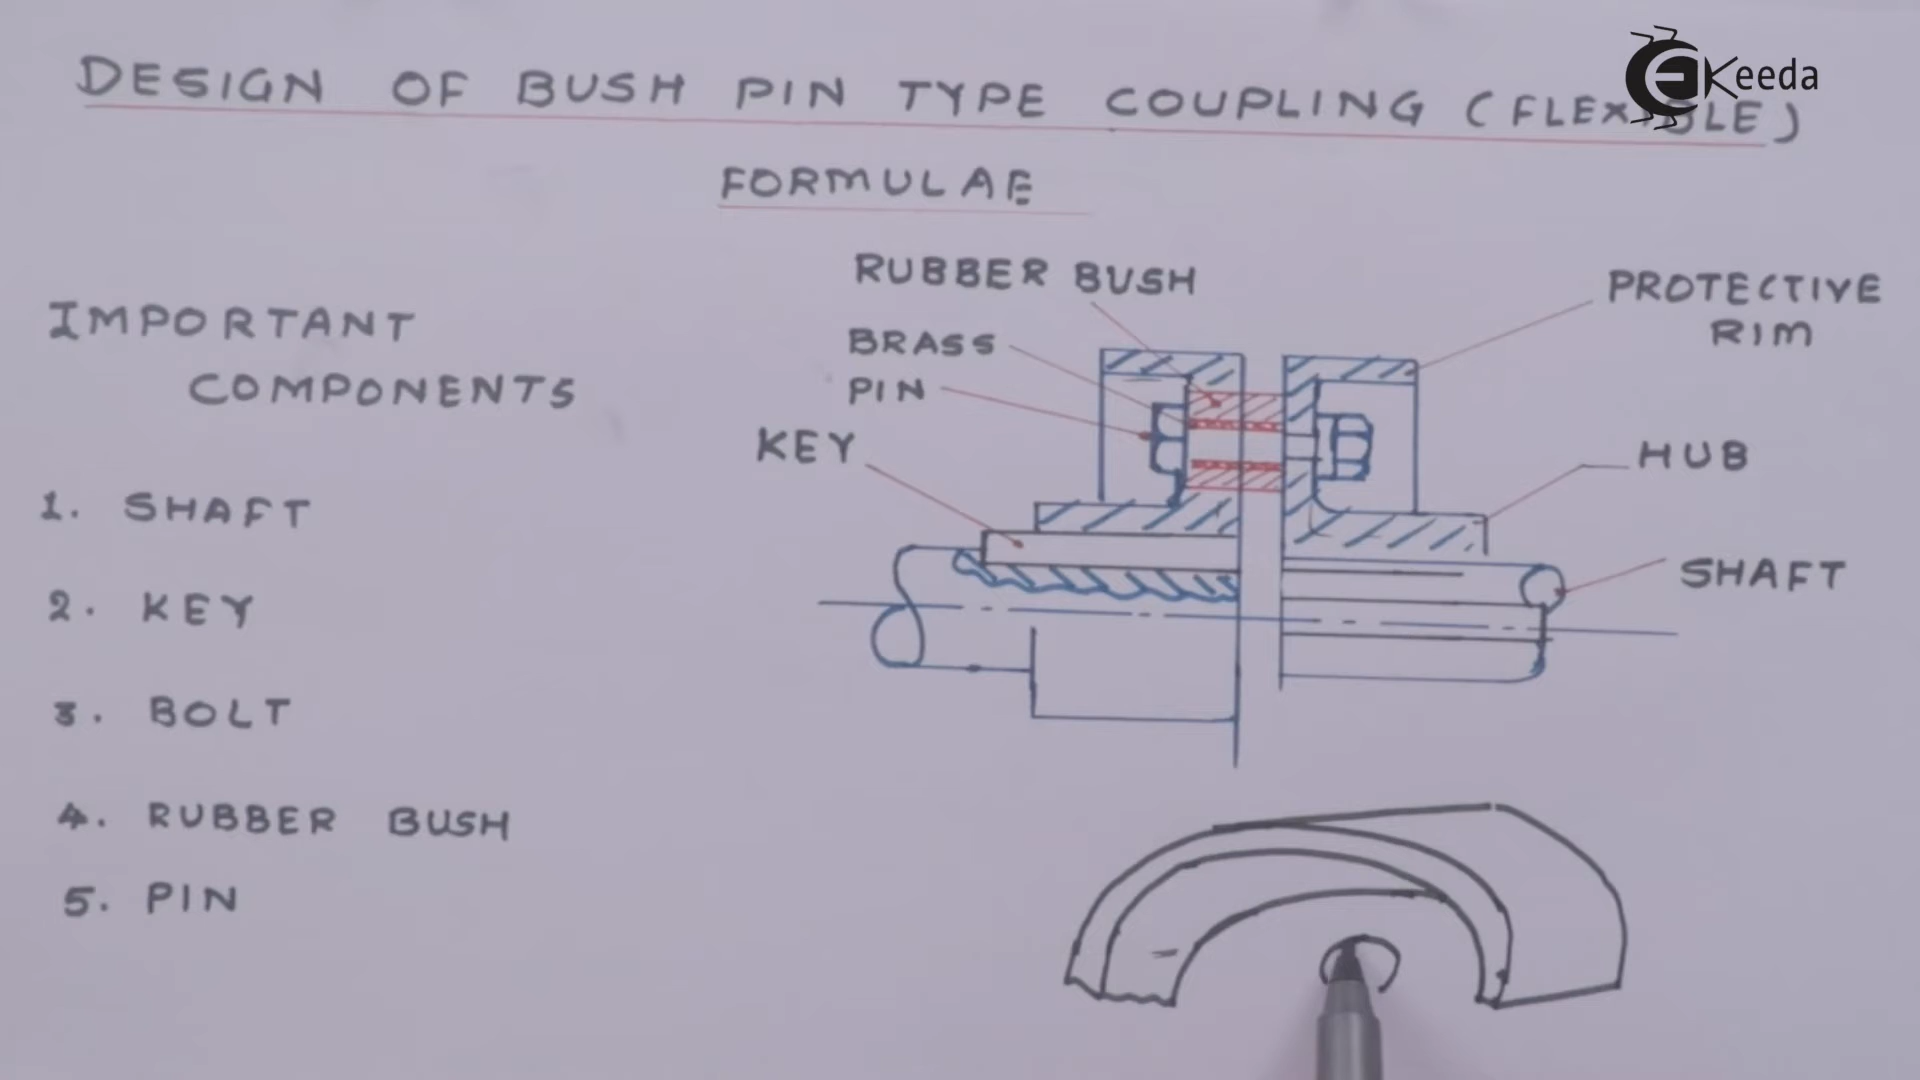 DESIGN OF BUSH PIN TYPE COUPLING (FLEXIBLE)
EKeeda
FORMULAE
IMPORTANT
COMPONENTS
1. SHAFT
2. KEY
3. BOLT
4. RUBBER BUSH
5. PIN
RUBBER BUSH
BRASS
PIN
KEY
PROTECTIVE
RIM
HUB
SHAFT